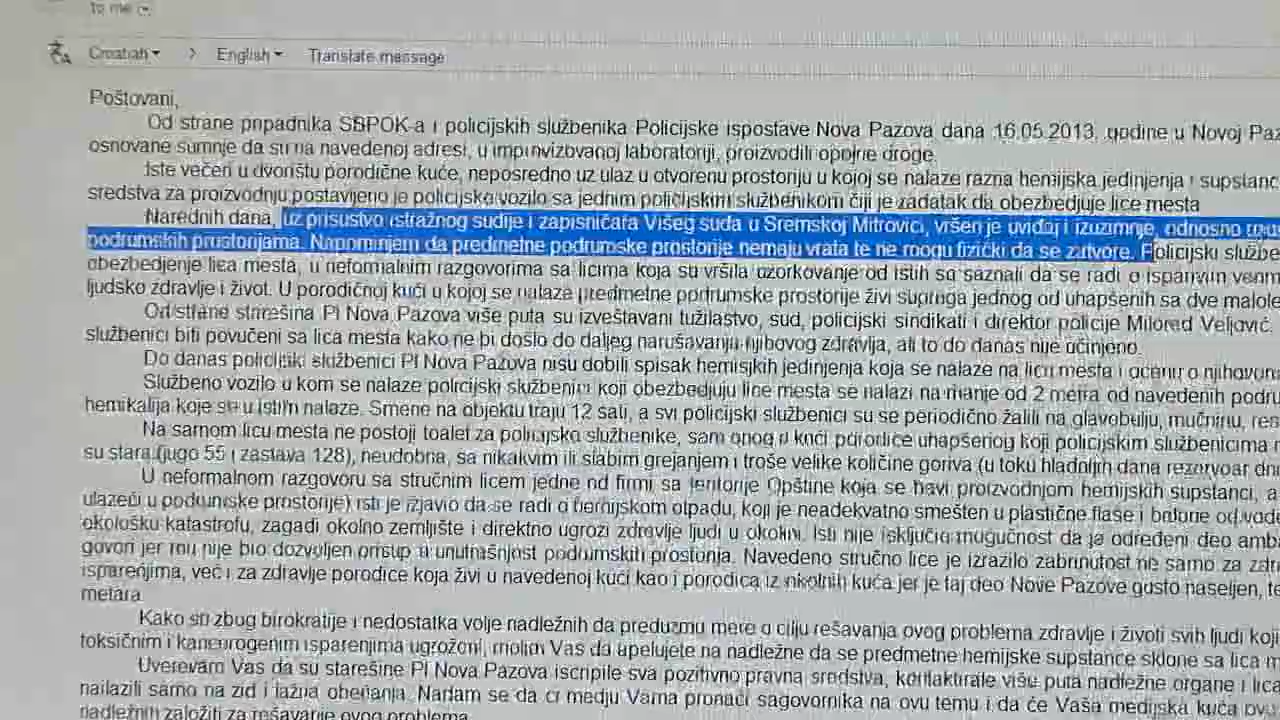 to me
Croatian > English Translate message
Poštovani,
Od strane pripadnika SBPOK-a i policijskih službenika Policijske ispostave Nova Pazova dana 16.05.2013. godine u Novoj
osnovane sumnje da su na navedenoj adresi, u improvizovanoj laboratoriji, proizvodili opojne droge.
Iste večeri u dvorištu porodične kuće, neposredno uz ulaz u otvorenu prostoriju u kojoj se nalaze razna hemijska jedinjenja i
sredstva za proizvodnju postavljeno je policijsko vozilo sa jednim policijskim službenikom čiji je zadatak da obezbedjuje lice mesta
Narednih dana, uz prisustvo istražnog sudije i zapisničara Višeg suda u Sremskoj Mitrovici, vršen je uvidjaj i izuzimnje, odnosno
podrumskih prostorijama. Napominjem da predmetne podrumske prostorije nemaju vrata te ne mogu fizički da se zatvore. Policijski
obezbedjenje lica mesta, u neformalnim razgovorima sa licima koja su vršila uzorkovanje od istih su saznali da se radi o
ljudsko zdravlje i život. U porodičnoj kući u kojoj se nalaze predmetne podrumske prostorije živi supruga jednog od uhapšenih sa dve
Od strane starešina PI Nova Pazova više puta su izveštavani tužilaštvo, sud, policijski sindikati i direktor policije Milorad Veljović.
službenici biti povučeni sa lica mesta kako ne bi došlo do daljeg narušavanja njihovog zdravlja, ali to do danas nije učinjeno.
Do danas policijski službenici PI Nova Pazova nisu dobili spisak hemisjkih jedinjenja koja se nalaze na licu mesta i ocenu o
Službeno vozilo u kom se nalaze policijski službenici koji obezbedjuju lice mesta se nalazi na manje od 2 metra od navedenih
hemikalija koje se u istim nalaze. Smene na objektu traju 12 sati, a svi policijski službenici su se periodično žalili na glavobolju, mučninu,
Na samom licu mesta ne postoji toalet za policijske službenike, sam onog u kući porodice uhapšenog koji policijskim službenicima
su stara (jugo 55 i zastava 128), neudobna, sa nikakvim ili slabim grejanjem i troše velike količine goriva (u toku hladnijih dana rezervoar
U neformalnom razgovoru sa stručnim licem jedne od firmi sa teritorije Opštine koja se bavi proizvodnjom hemijskih supstanci, a
ulazeći u podrumske prostorije) isti je izjavio da se radi o hemijskom otpadu, koji je neadekvatno smešten u plastične flaše i balone
okološku katastrofu, zagadi okolno zemljište i direktno ugrozi zdravlje ljudi u okolini. Isti nije isključio mogućnost da je određeni deo
govori jer mu nije bio dozvoljen pristup u unutrašnjost podrumskih prostorija. Navedeno stručno lice je izrazilo zabrinutost ne samo za
isparenjima, već i za zdravlje porodice koja živi u navedenoj kući kao i porodica iz okolnih kuća jer je taj deo Nove Pazove gusto naseljen,
metara.
Kako su zbog birokratije i nedostatka volje nadležnih da preduzmu mere u cilju rešavanja ovog problema zdravlje i životi svih ljudi
toksičnim i kancerogenim isparenjima ugroženi, molim Vas da apelujete na nadležne da se predmetne hemijske supstance sklone sa lica
Uveravam Vas da su starešine PI Nova Pazova iscrpile sva pozitivno pravna sredstva, kontaktirale više puta nadležne organe i lica
nailazili samo na zid i lažna obećanja. Nadam se da ću medju Vama pronaći sagovornika na ovu temu i da će Vaša medijska kuća
nadležnim založiti za rešavanje ovog problema.